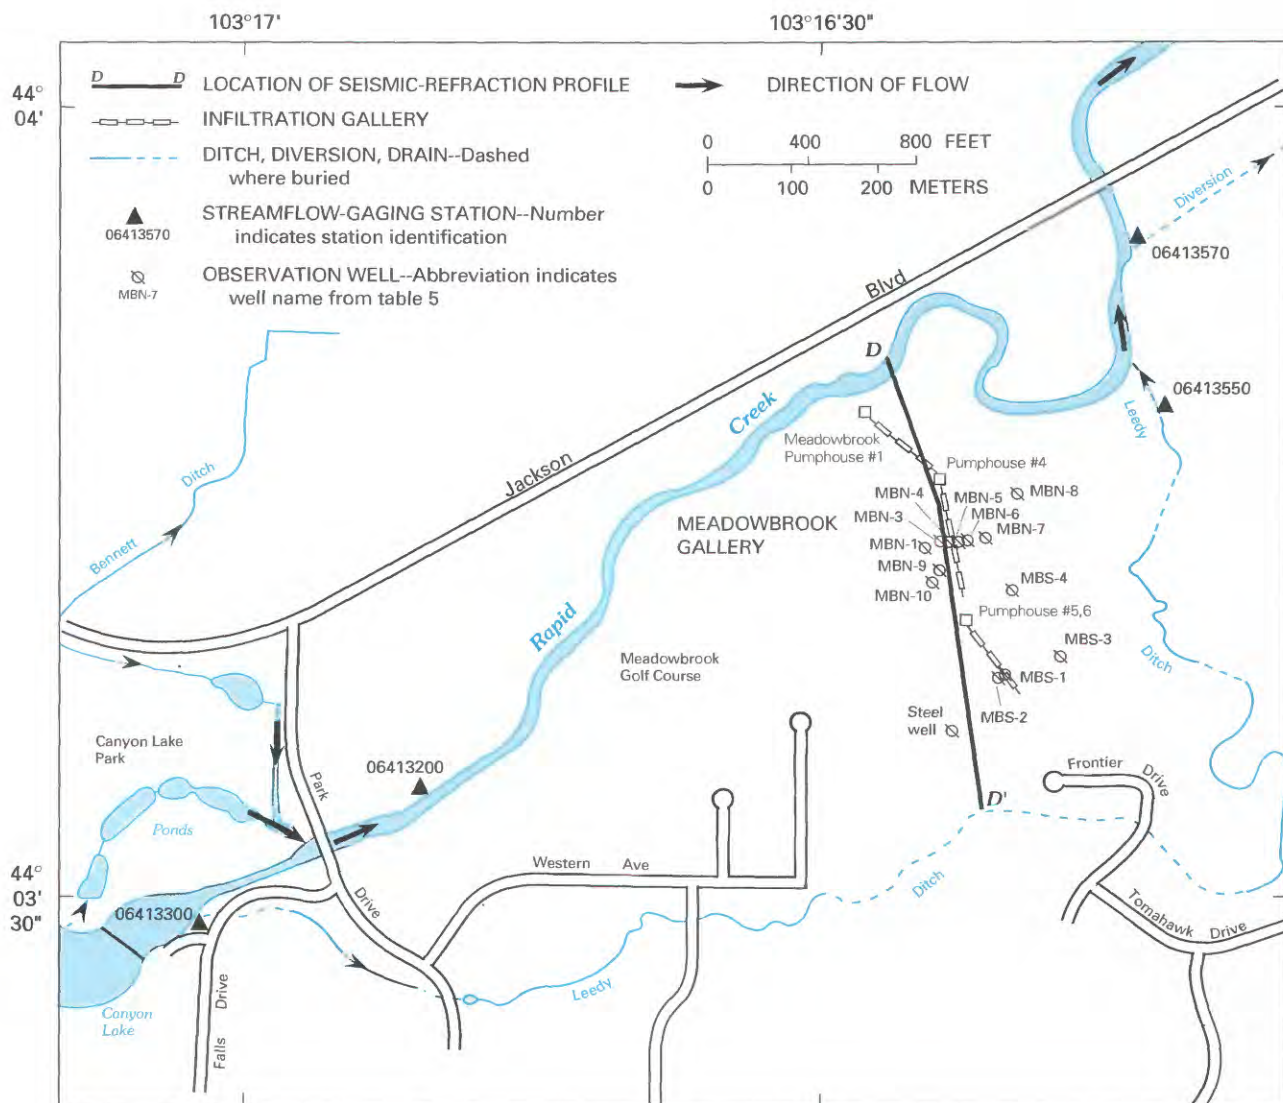 103°17'
103°16'30"
44°
04'
D D LOCATION OF SEISMIC-REFRACTION PROFILE
INFILTRATION GALLERY
DITCH, DIVERSION, DRAIN--Dashed
where buried
06413570
STREAMFLOW-GAGING STATION--Number
indicates station identification
MBN-7
OBSERVATION WELL--Abbreviation indicates
well name from table 5
DIRECTION OF FLOW
0 400 800 FEET
0 100 200 METERS
Diversion
06413570
Blvd
Jackson
D
06413550
Leedy
Creek
Meadowbrook
Pumphouse #1
Pumphouse #4
MBN-4
MBN-5
MBN-8
MBN-3
MBN-6
MEADOWBROOK
GALLERY
MBN-7
MBN-1
MBN-9
MBN-10
MBS-4
Ditch
Bennett
Rapid
Pumphouse #5,6
MBS-3
Meadowbrook
Golf Course
MBS-1
MBS-2
Ditch
Steel
well
Canyon Lake
Park
06413200
Park
Frontier
Drive
D'
Ponds
Western Ave
Ditch
44°
03'
30"
06413300
Drive
Tomahawk Drive
Leedy
Canyon
Lake
Falls Drive